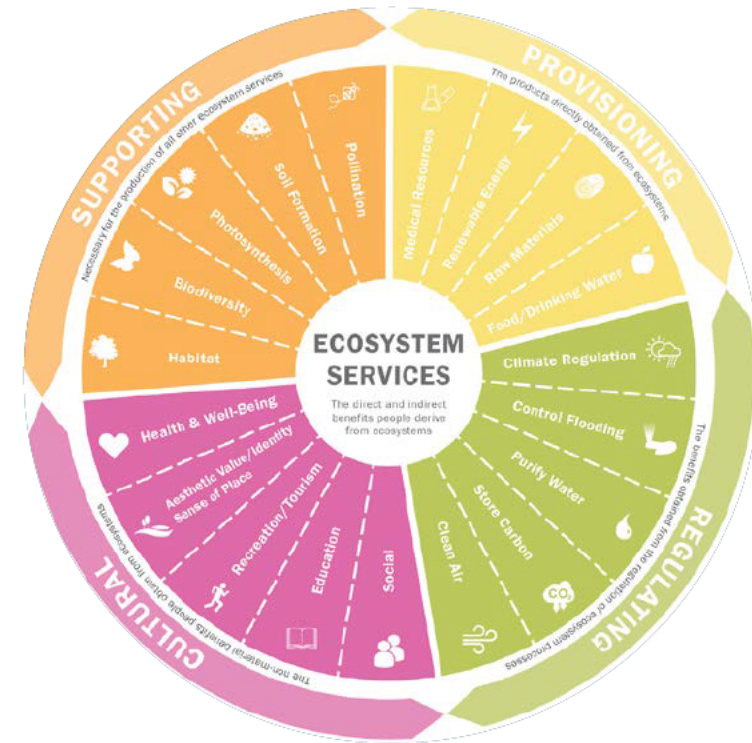 ECOSYSTEM
SERVICES
The direct and indirect
benefits people derive
from ecosystems
PROVISIONING
The products directly obtained from ecosystems
Medical Resources
Renewable Energy
Raw Materials
Food/Drinking Water
REGULATING
The benefits obtained from the regulation of ecosystem processes
Climate Regulation
Control Flooding
Purify Water
Store Carbon
CO2
Clean Air
CULTURAL
The non-material benefits people obtain from ecosystems
Social
Education
Recreation/Tourism
Aesthetic Value/Identity
Sense of Place
Health & Well-Being
SUPPORTING
Necessary for the production of all other ecosystem services
Habitat
Biodiversity
Photosynthesis
Soil Formation
Pollination